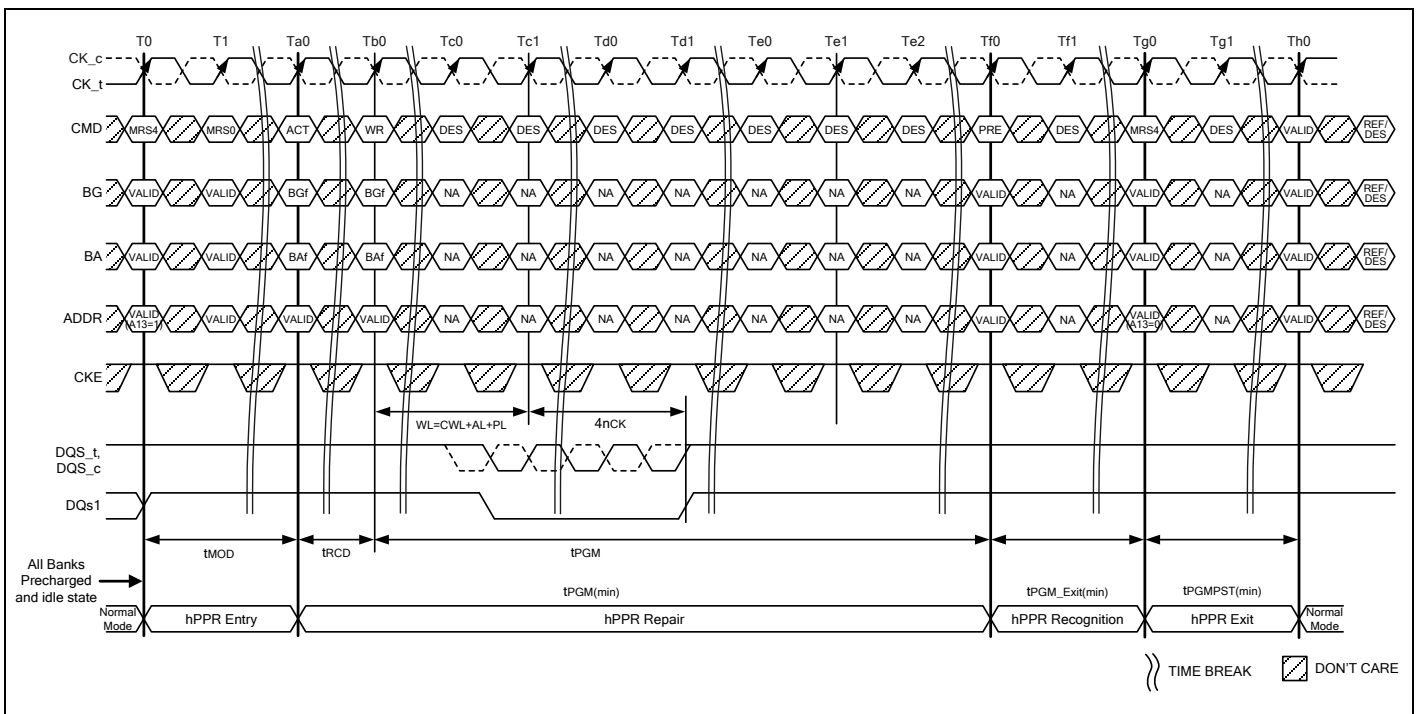 T0 T1 Ta0 Tb0 Tc0 Tc1 Td0 Td1 Te0 Te1 Te2 Tf0 Tf1 Tg0 Tg1 Th0
CK_c
CK_t
CMD MRS4 MRS0 ACT WR DES DES DES DES DES DES DES PRE DES MRS4 DES VALID REF/
DES
BG VALID VALID BGf BGf NA NA NA NA NA NA NA VALID NA VALID NA VALID REF/
DES
BA VALID VALID BAf BAf NA NA NA NA NA NA NA VALID NA VALID NA VALID REF/
DES
ADDR VALID
(A13=1) VALID VALID VALID NA NA NA NA NA NA NA VALID NA VALID
(A13=0) NA VALID REF/
DES
CKE
WL=CWL+AL+PL 4nCK
DQS_t,
DQS_c
DQs1
tMOD tRCD tPGM
All Banks
Precharged
and idle state
tPGM(min) tPGM_Exit(min) tPGMPST(min)
Normal
Mode hPPR Entry hPPR Repair hPPR Recognition hPPR Exit Normal
Mode
TIME BREAK DON'T CARE